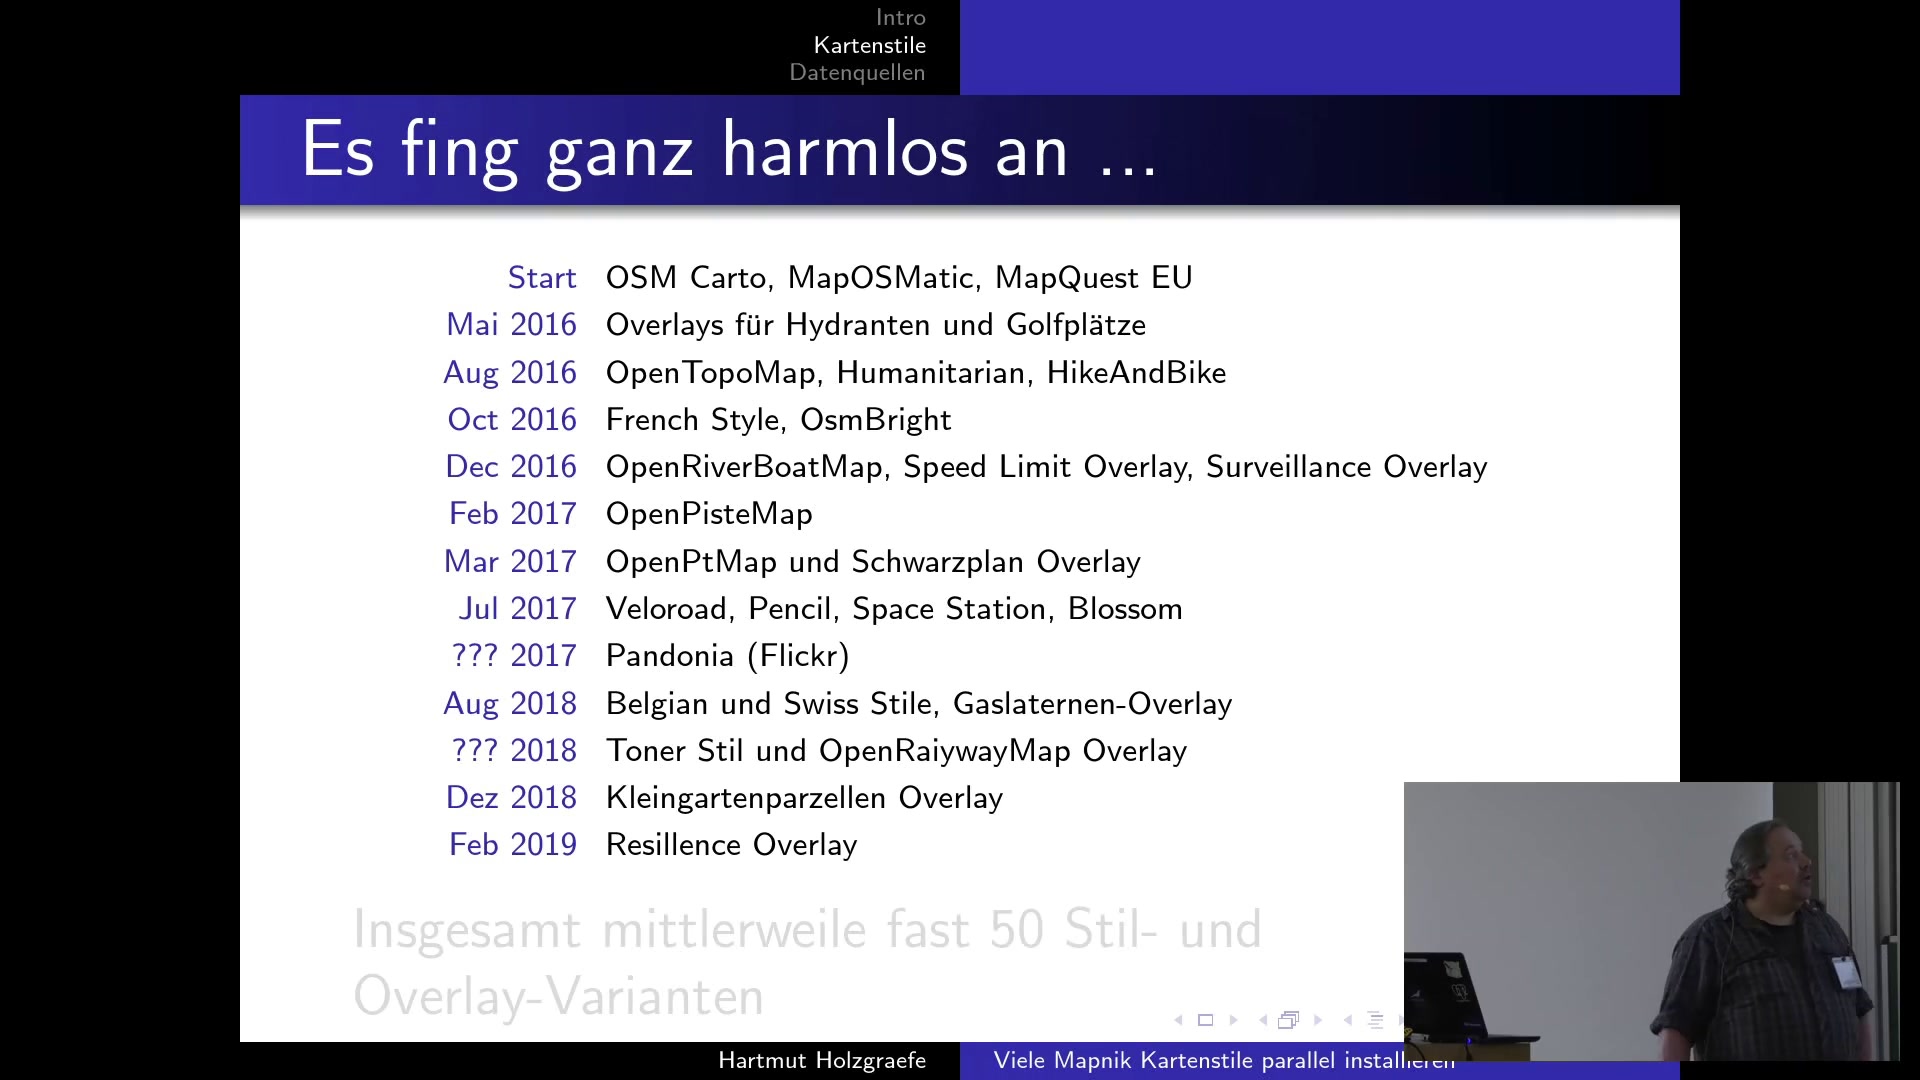 Intro
Kartenstile
Datenquellen
Es fing ganz harmlos an ...
Start OSM Carto, MapOSMatic, MapQuest EU
Mai 2016 Overlays für Hydranten und Golfplätze
Aug 2016 OpenTopoMap, Humanitarian, HikeAndBike
Oct 2016 French Style, OsmBright
Dec 2016 OpenRiverBoatMap, Speed Limit Overlay, Surveillance Overlay
Feb 2017 OpenPisteMap
Mar 2017 OpenPtMap und Schwarzplan Overlay
Jul 2017 Veloroad, Pencil, Space Station, Blossom
??? 2017 Pandonia (Flickr)
Aug 2018 Belgian und Swiss Stile, Gaslaternen-Overlay
??? 2018 Toner Stil und OpenRaiywayMap Overlay
Dez 2018 Kleingartenparzellen Overlay
Feb 2019 Resillence Overlay
Insgesamt mittlerweile fast 50 Stil- und
Overlay-Varianten
Hartmut Holzgraefe Viele Mapnik Kartenstile parallel installieren